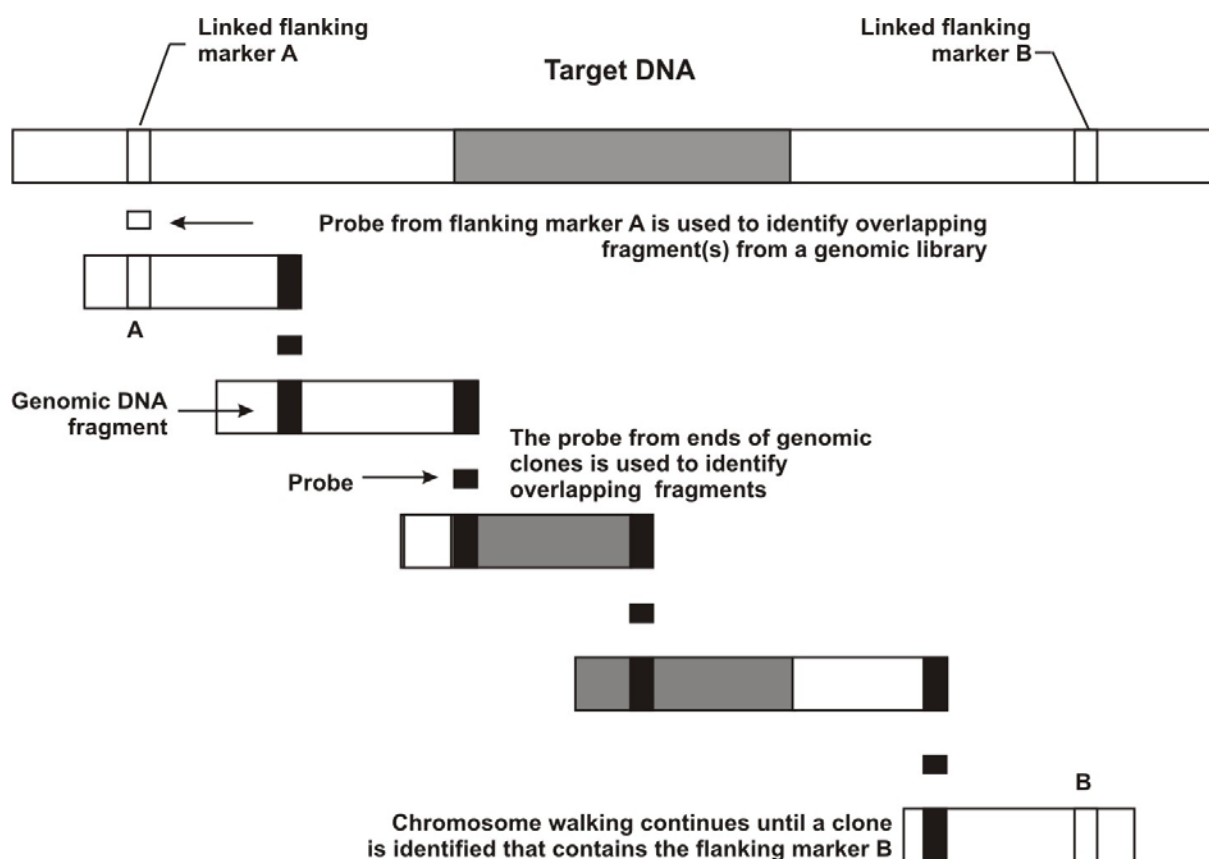 Linked flanking
marker A
Linked flanking
marker B
Target DNA
Probe from flanking marker A is used to identify overlapping
fragment(s) from a genomic library
A
Genomic DNA
fragment
The probe from ends of genomic
clones is used to identify
overlapping fragments
Probe
B
Chromosome walking continues until a clone
is identified that contains the flanking marker B